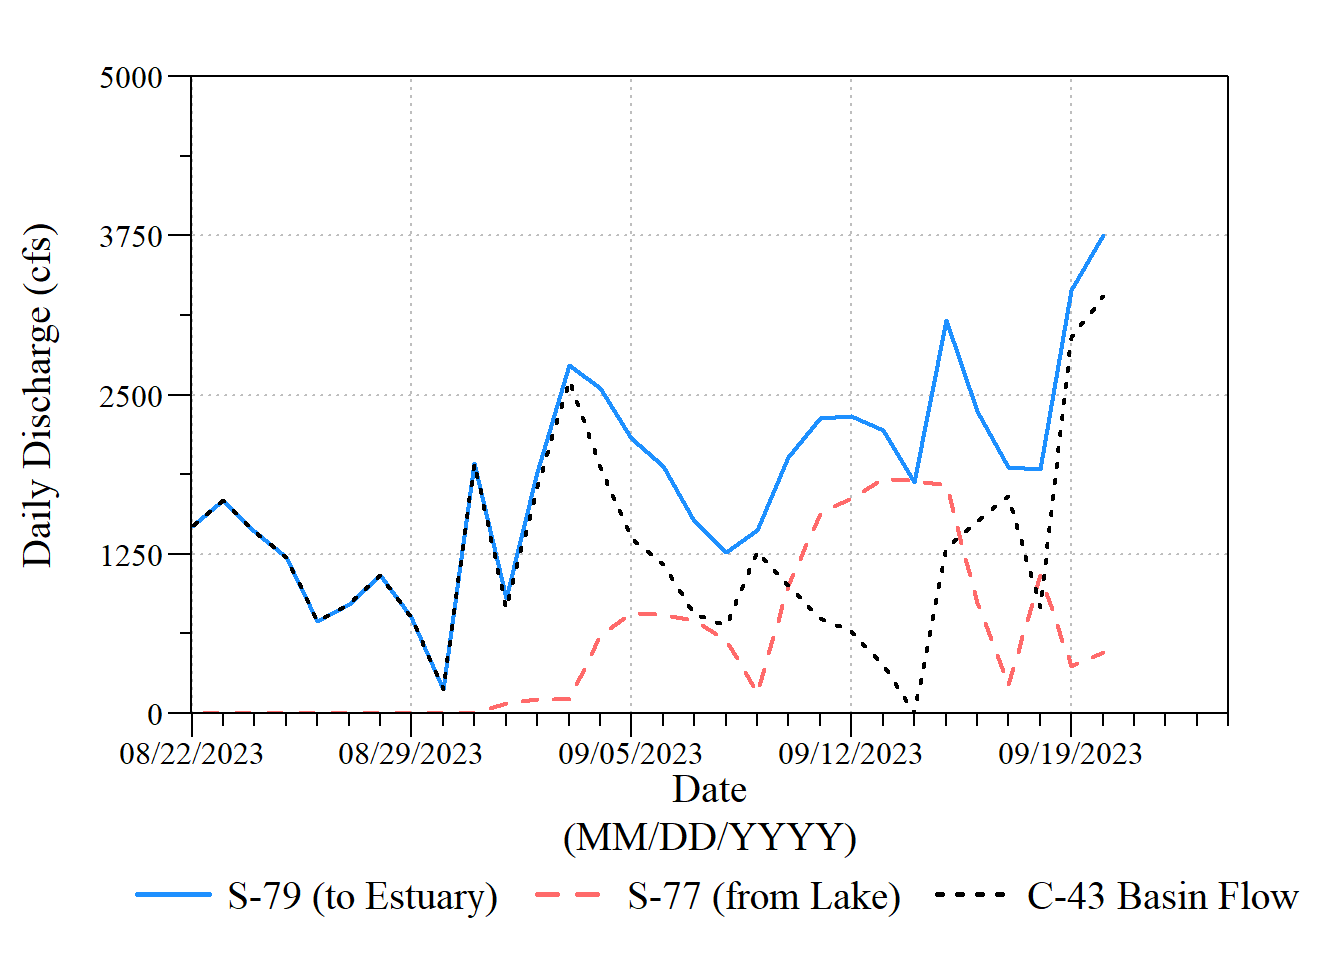 5000
3750
2500
1250
0
Daily Discharge (cfs)
08/22/2023 08/29/2023 09/05/2023 09/12/2023 09/19/2023
Date
(MM/DD/YYYY)
S-79 (to Estuary) S-77 (from Lake) C-43 Basin Flow